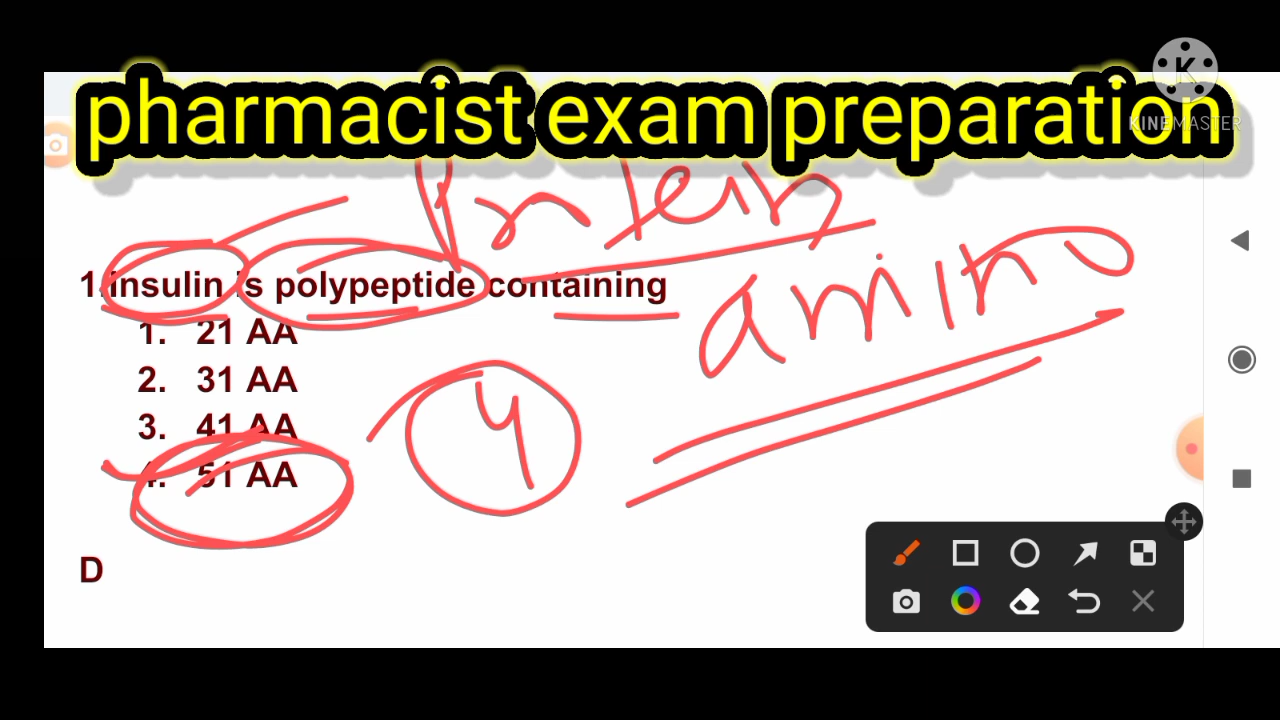 pharmacist exam preparation
KINEMASTER
Protein
1.Insulin is polypeptide containing
amino
1. 21 AA
2. 31 AA
3. 41 AA
4
4. 51 AA
D